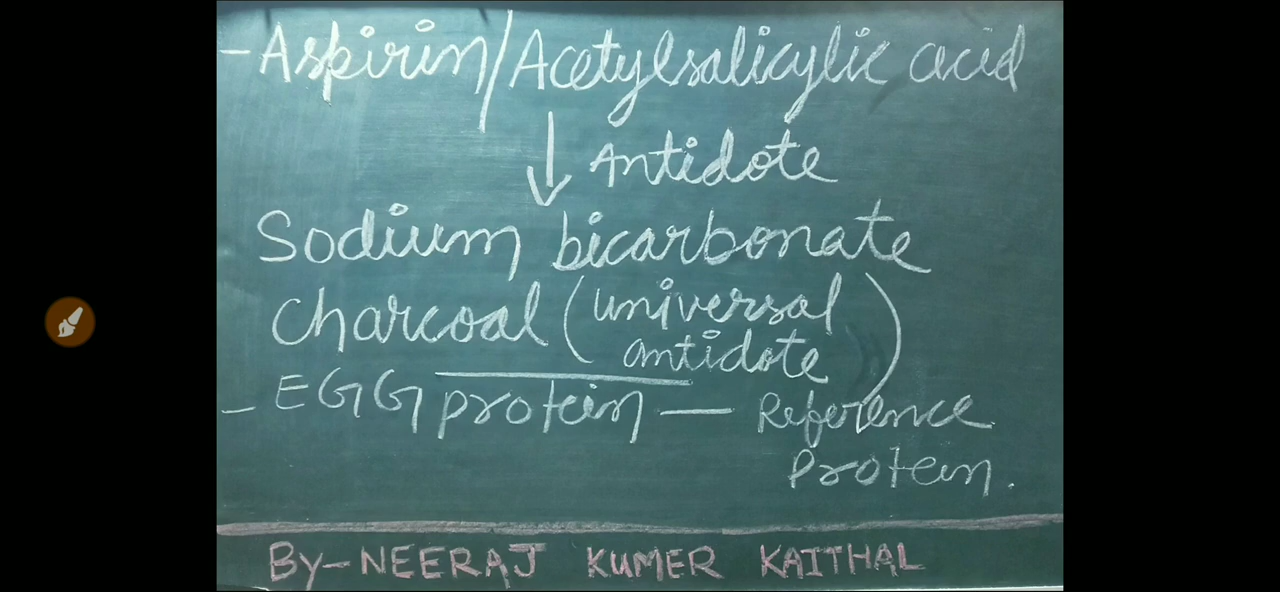 - Aspirin/Acetylsalicylic acid
↓ Antidote
Sodium bicarbonate
Charcoal (universal
antidote)
- EGG protein — Reference
protein.
By-NEERAJ KUMER KAITHAL